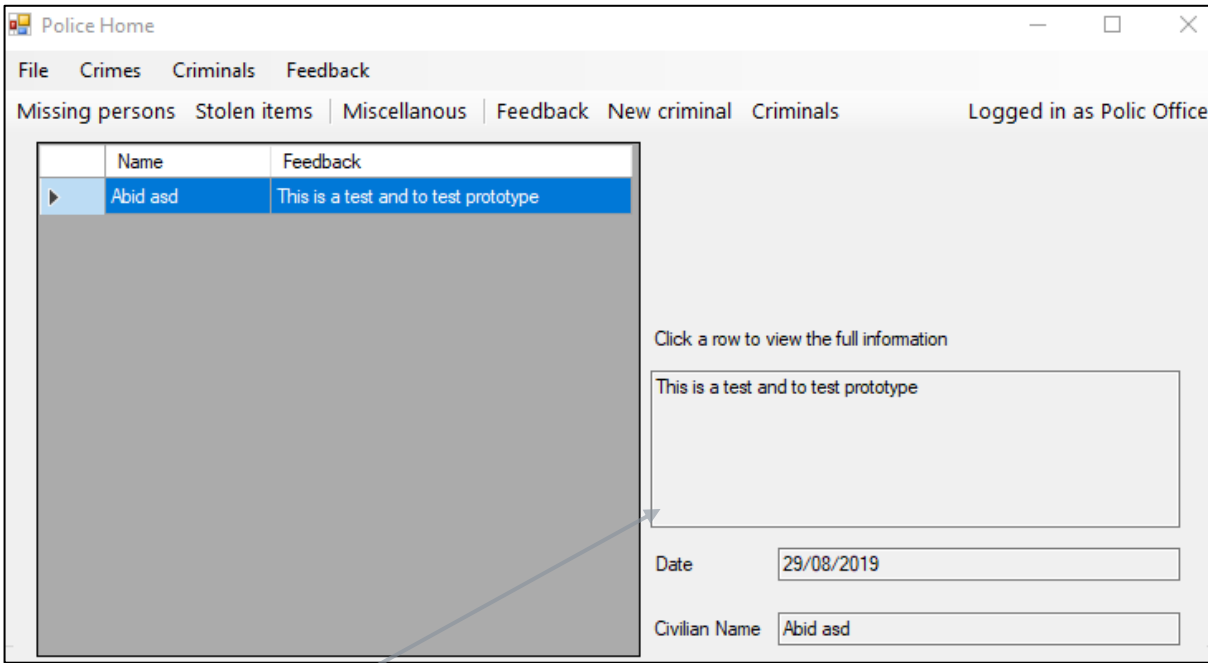 Police Home
File Crimes Criminals Feedback
Missing persons Stolen items Miscellanous Feedback New criminal Criminals Logged in as Polic Office
Name Feedback
Abid asd This is a test and to test prototype
Click a row to view the full information
This is a test and to test prototype
Date 29/08/2019
Civilian Name Abid asd